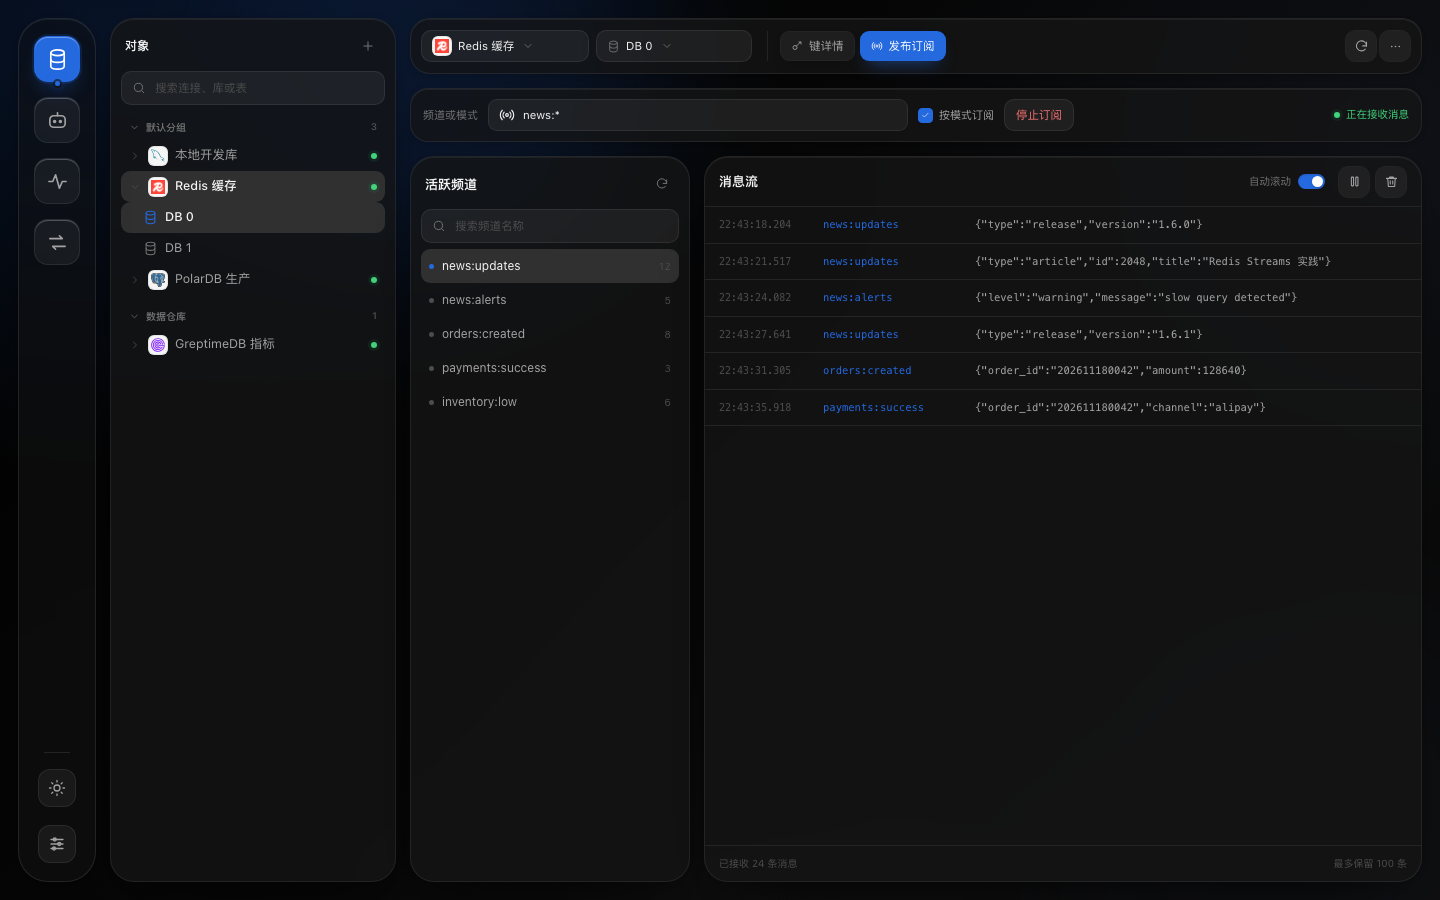 对象
搜索连接、库或表
默认分组 3
本地开发库
Redis 缓存
DB 0
DB 1
PolarDB 生产
数据仓库 1
GreptimeDB 指标
Redis 缓存 DB 0 键详情 发布订阅
频道或模式 news:* 按模式订阅 停止订阅 正在接收消息
活跃频道
搜索频道名称
news:updates 12
news:alerts 5
orders:created 8
payments:success 3
inventory:low 6
消息流 自动滚动
22:43:18.204 news:updates {"type":"release","version":"1.6.0"}
22:43:21.517 news:updates {"type":"article","id":2048,"title":"Redis Streams 实践"}
22:43:24.082 news:alerts {"level":"warning","message":"slow query detected"}
22:43:27.641 news:updates {"type":"release","version":"1.6.1"}
22:43:31.305 orders:created {"order_id":"202611180042","amount":128640}
22:43:35.918 payments:success {"order_id":"202611180042","channel":"alipay"}
已接收 24 条消息 最多保留 100 条